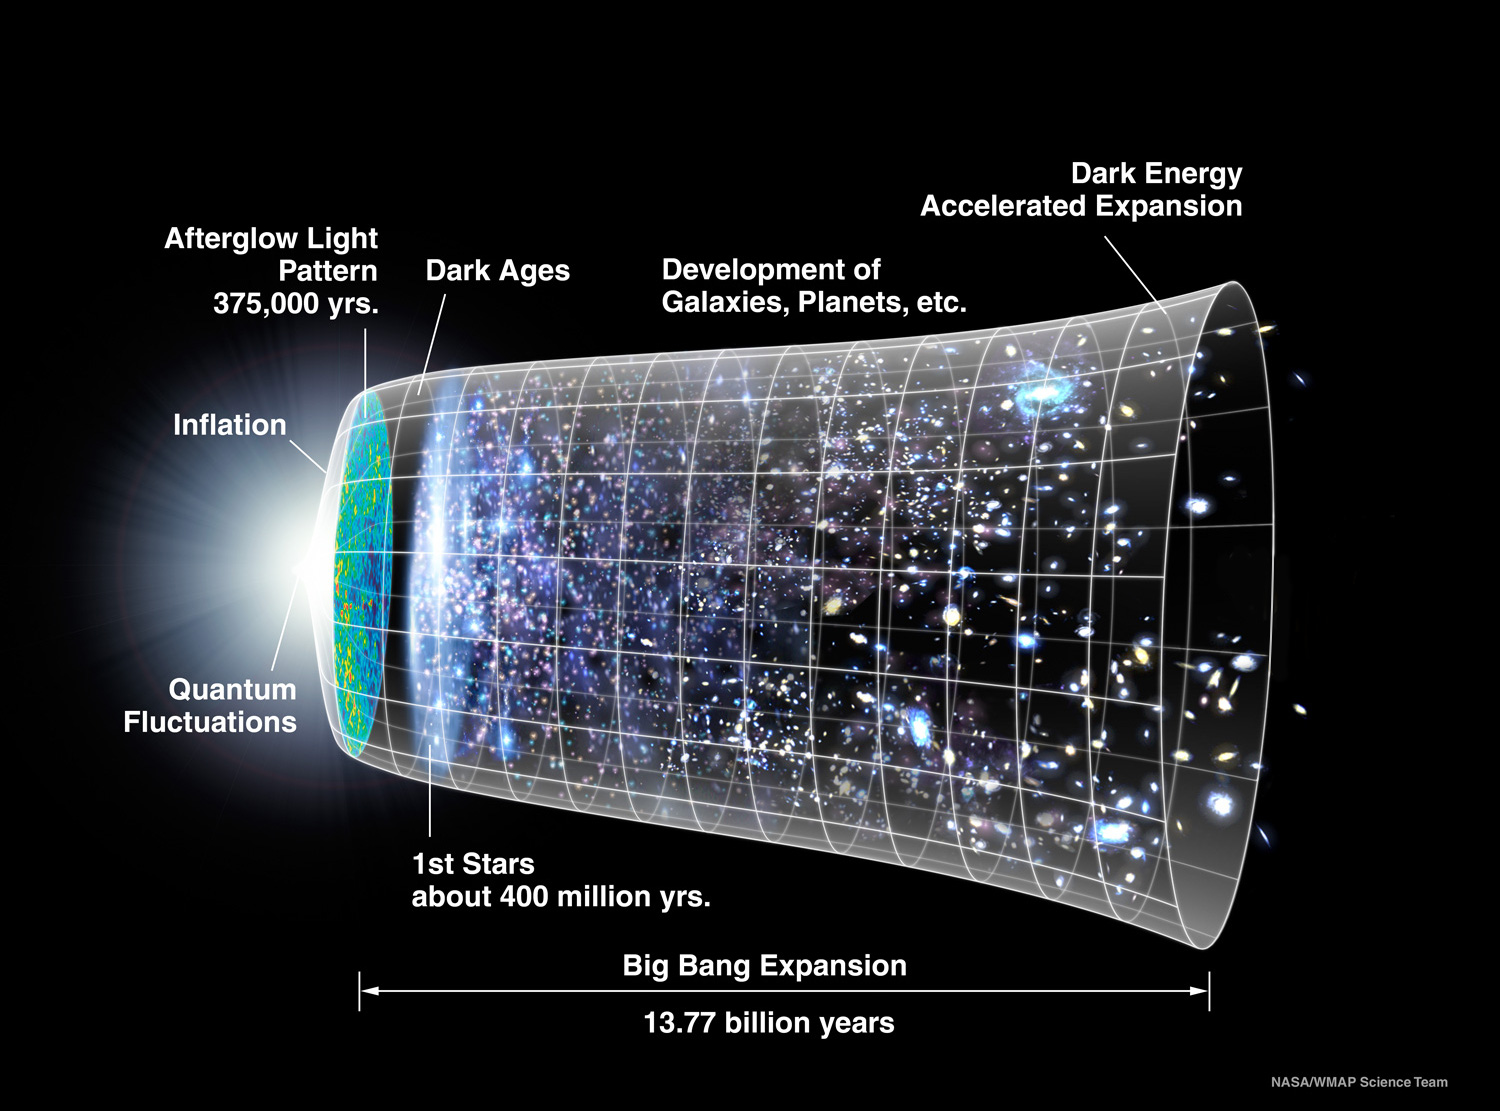 Dark Energy
Accelerated Expansion
Afterglow Light
Pattern
375,000 yrs.
Dark Ages
Development of
Galaxies, Planets, etc.
Inflation
Quantum
Fluctuations
1st Stars
about 400 million yrs.
Big Bang Expansion
13.77 billion years
NASA/WMAP Science Team